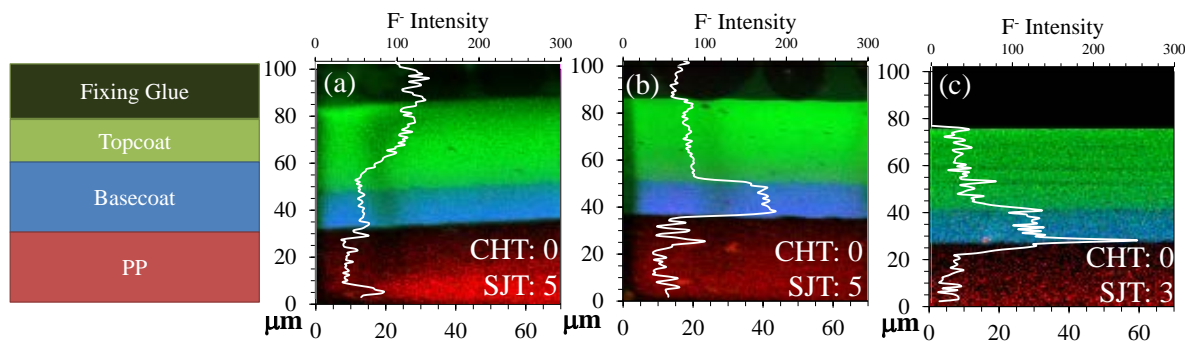 Fixing Glue
Topcoat
Basecoat
PP
F- Intensity
0 100 200 300
(a)
100
80
60
40
20
0
CHT: 0
SJT: 5
µm
0 20 40 60
F- Intensity
0 100 200 300
(b)
100
80
60
40
20
0
CHT: 0
SJT: 5
µm
0 20 40 60
F- Intensity
0 100 200 300
(c)
100
80
60
40
20
0
CHT: 0
SJT: 3
0 20 40 60